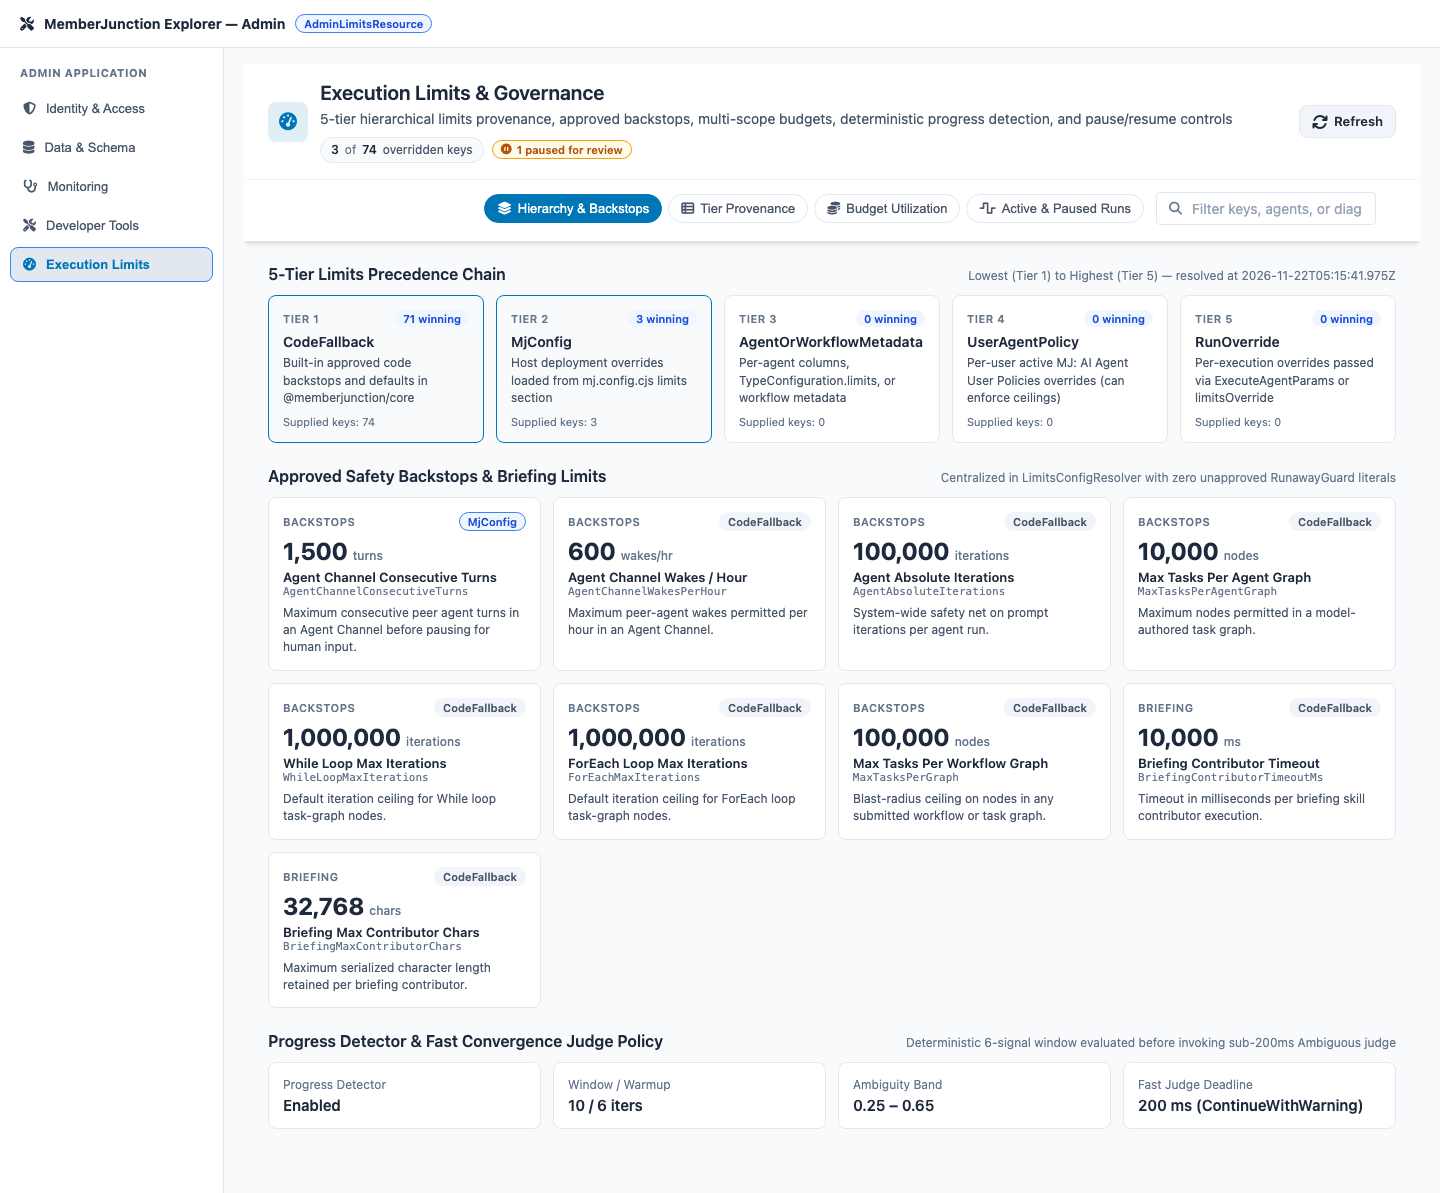 MemberJunction Explorer — Admin AdminLimitsResource
ADMIN APPLICATION
Identity & Access
Data & Schema
Monitoring
Developer Tools
Execution Limits
Execution Limits & Governance
5-tier hierarchical limits provenance, approved backstops, multi-scope budgets, deterministic progress detection, and pause/resume controls
3 of 74 overridden keys
1 paused for review
Refresh
Hierarchy & Backstops
Tier Provenance
Budget Utilization
Active & Paused Runs
Filter keys, agents, or diag
5-Tier Limits Precedence Chain
Lowest (Tier 1) to Highest (Tier 5) — resolved at 2026-11-22T05:15:41.975Z
TIER 1 71 winning
CodeFallback
Built-in approved code
backstops and defaults in
@memberjunction/core
Supplied keys: 74
TIER 2 3 winning
MjConfig
Host deployment overrides
loaded from mj.config.cjs limits
section
Supplied keys: 3
TIER 3 0 winning
AgentOrWorkflowMetadata
Per-agent columns,
TypeConfiguration.limits, or
workflow metadata
Supplied keys: 0
TIER 4 0 winning
UserAgentPolicy
Per-user active MJ: AI Agent
User Policies overrides (can
enforce ceilings)
Supplied keys: 0
TIER 5 0 winning
RunOverride
Per-execution overrides passed
via ExecuteAgentParams or
limitsOverride
Supplied keys: 0
Approved Safety Backstops & Briefing Limits
Centralized in LimitsConfigResolver with zero unapproved RunawayGuard literals
BACKSTOPS MjConfig
1,500 turns
Agent Channel Consecutive Turns
AgentChannelConsecutiveTurns
Maximum consecutive peer agent turns in
an Agent Channel before pausing for
human input.
BACKSTOPS CodeFallback
600 wakes/hr
Agent Channel Wakes / Hour
AgentChannelWakesPerHour
Maximum peer-agent wakes permitted per
hour in an Agent Channel.
BACKSTOPS CodeFallback
100,000 iterations
Agent Absolute Iterations
AgentAbsoluteIterations
System-wide safety net on prompt
iterations per agent run.
BACKSTOPS CodeFallback
10,000 nodes
Max Tasks Per Agent Graph
MaxTasksPerAgentGraph
Maximum nodes permitted in a model-
authored task graph.
BACKSTOPS CodeFallback
1,000,000 iterations
While Loop Max Iterations
WhileLoopMaxIterations
Default iteration ceiling for While loop
task-graph nodes.
BACKSTOPS CodeFallback
1,000,000 iterations
ForEach Loop Max Iterations
ForEachMaxIterations
Default iteration ceiling for ForEach loop
task-graph nodes.
BACKSTOPS CodeFallback
100,000 nodes
Max Tasks Per Workflow Graph
MaxTasksPerGraph
Blast-radius ceiling on nodes in any
submitted workflow or task graph.
BRIEFING CodeFallback
10,000 ms
Briefing Contributor Timeout
BriefingContributorTimeoutMs
Timeout in milliseconds per briefing skill
contributor execution.
BRIEFING CodeFallback
32,768 chars
Briefing Max Contributor Chars
BriefingMaxContributorChars
Maximum serialized character length
retained per briefing contributor.
Progress Detector & Fast Convergence Judge Policy
Deterministic 6-signal window evaluated before invoking sub-200ms Ambiguous judge
Progress Detector
Enabled
Window / Warmup
10 / 6 iters
Ambiguity Band
0.25 – 0.65
Fast Judge Deadline
200 ms (ContinueWithWarning)